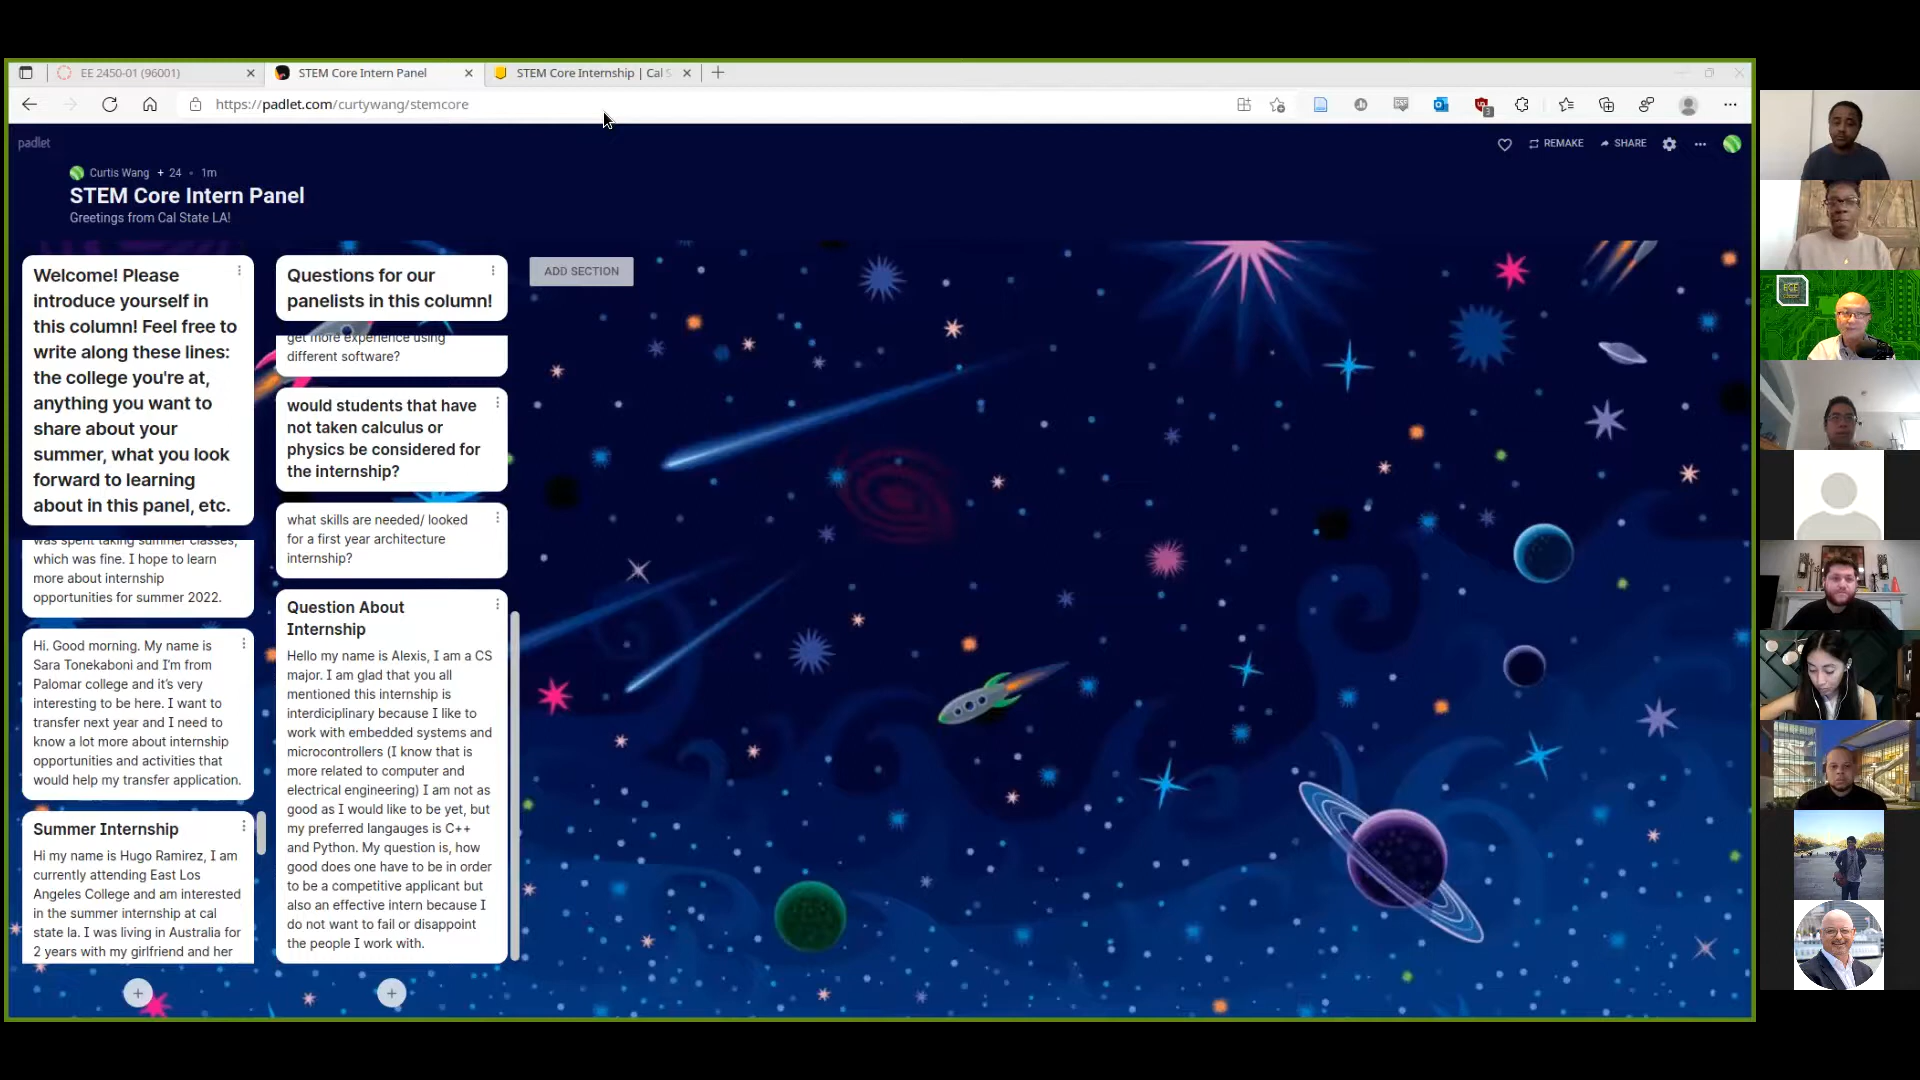 EE 2450-01 (96001)
STEM Core Intern Panel
STEM Core Internship | Cal S
https://padlet.com/curtywang/stemcore
3
padlet
REMAKE
SHARE
Curtis Wang + 24 • 1m
STEM Core Intern Panel
Greetings from Cal State LA!
Welcome! Please
introduce yourself in
this column! Feel free to
write along these lines:
the college you're at,
anything you want to
share about your
summer, what you look
forward to learning
about in this panel, etc.
was spent taking summer classes,
which was fine. I hope to learn
more about internship
opportunities for summer 2022.
Hi. Good morning. My name is
Sara Tonekaboni and I'm from
Palomar college and it's very
interesting to be here. I want to
transfer next year and I need to
know a lot more about internship
opportunities and activities that
would help my transfer application.
Summer Internship
Hi my name is Hugo Ramirez, I am
currently attending East Los
Angeles College and am interested
in the summer internship at cal
state la. I was living in Australia for
2 years with my girlfriend and her
Questions for our
panelists in this column!
get more experience using
different software?
would students that have
not taken calculus or
physics be considered for
the internship?
what skills are needed/ looked
for a first year architecture
internship?
Question About
Internship
Hello my name is Alexis, I am a CS
major. I am glad that you all
mentioned this internship is
interdiciplinary because I like to
work with embedded systems and
microcontrollers (I know that is
more related to computer and
electrical engineering) I am not as
good as I would like to be yet, but
my preferred langauges is C++
and Python. My question is, how
good does one have to be in order
to be a competitive applicant but
also an effective intern because I
do not want to fail or disappoint
the people I work with.
ADD SECTION
ECE